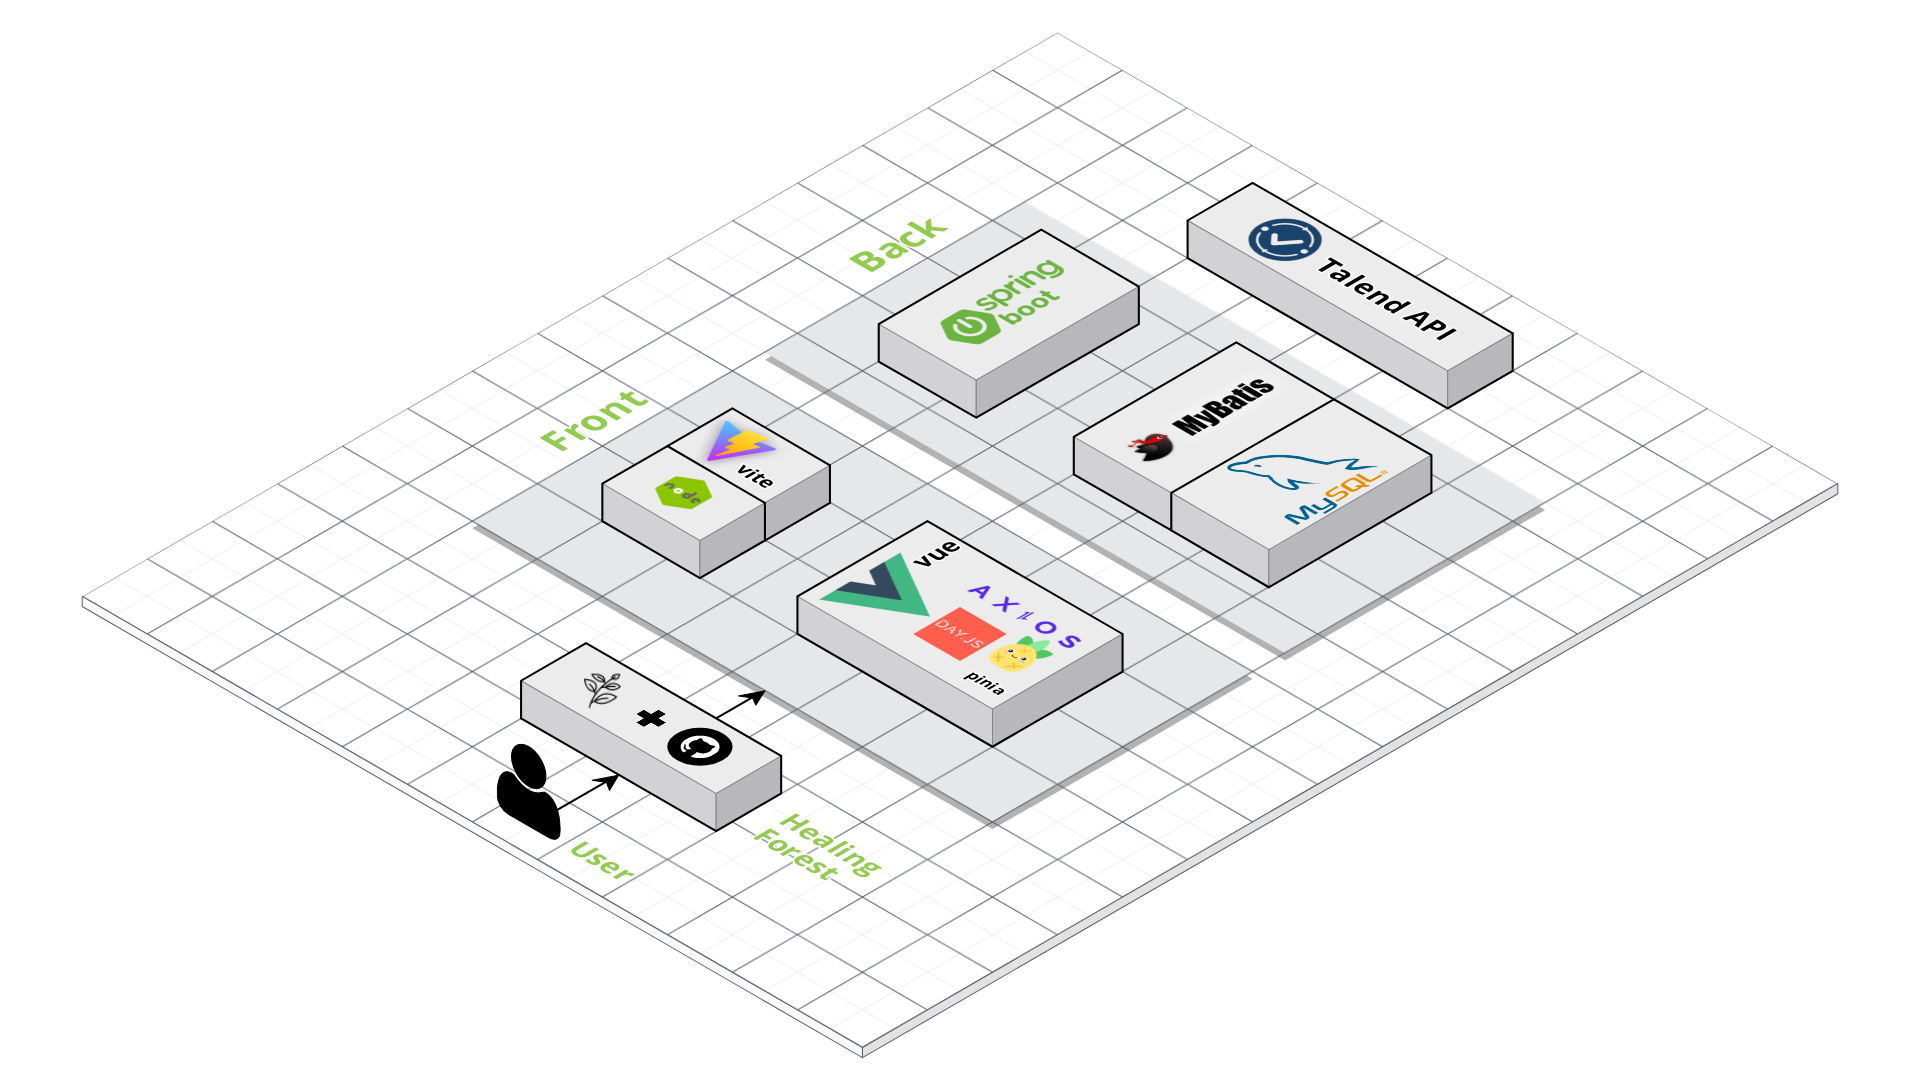 Back
spring
boot
Talend API
MyBatis
MySQL®
Front
vite
node
vue
AXIOS
DAY.JS
pinia
User
Healing
Forest